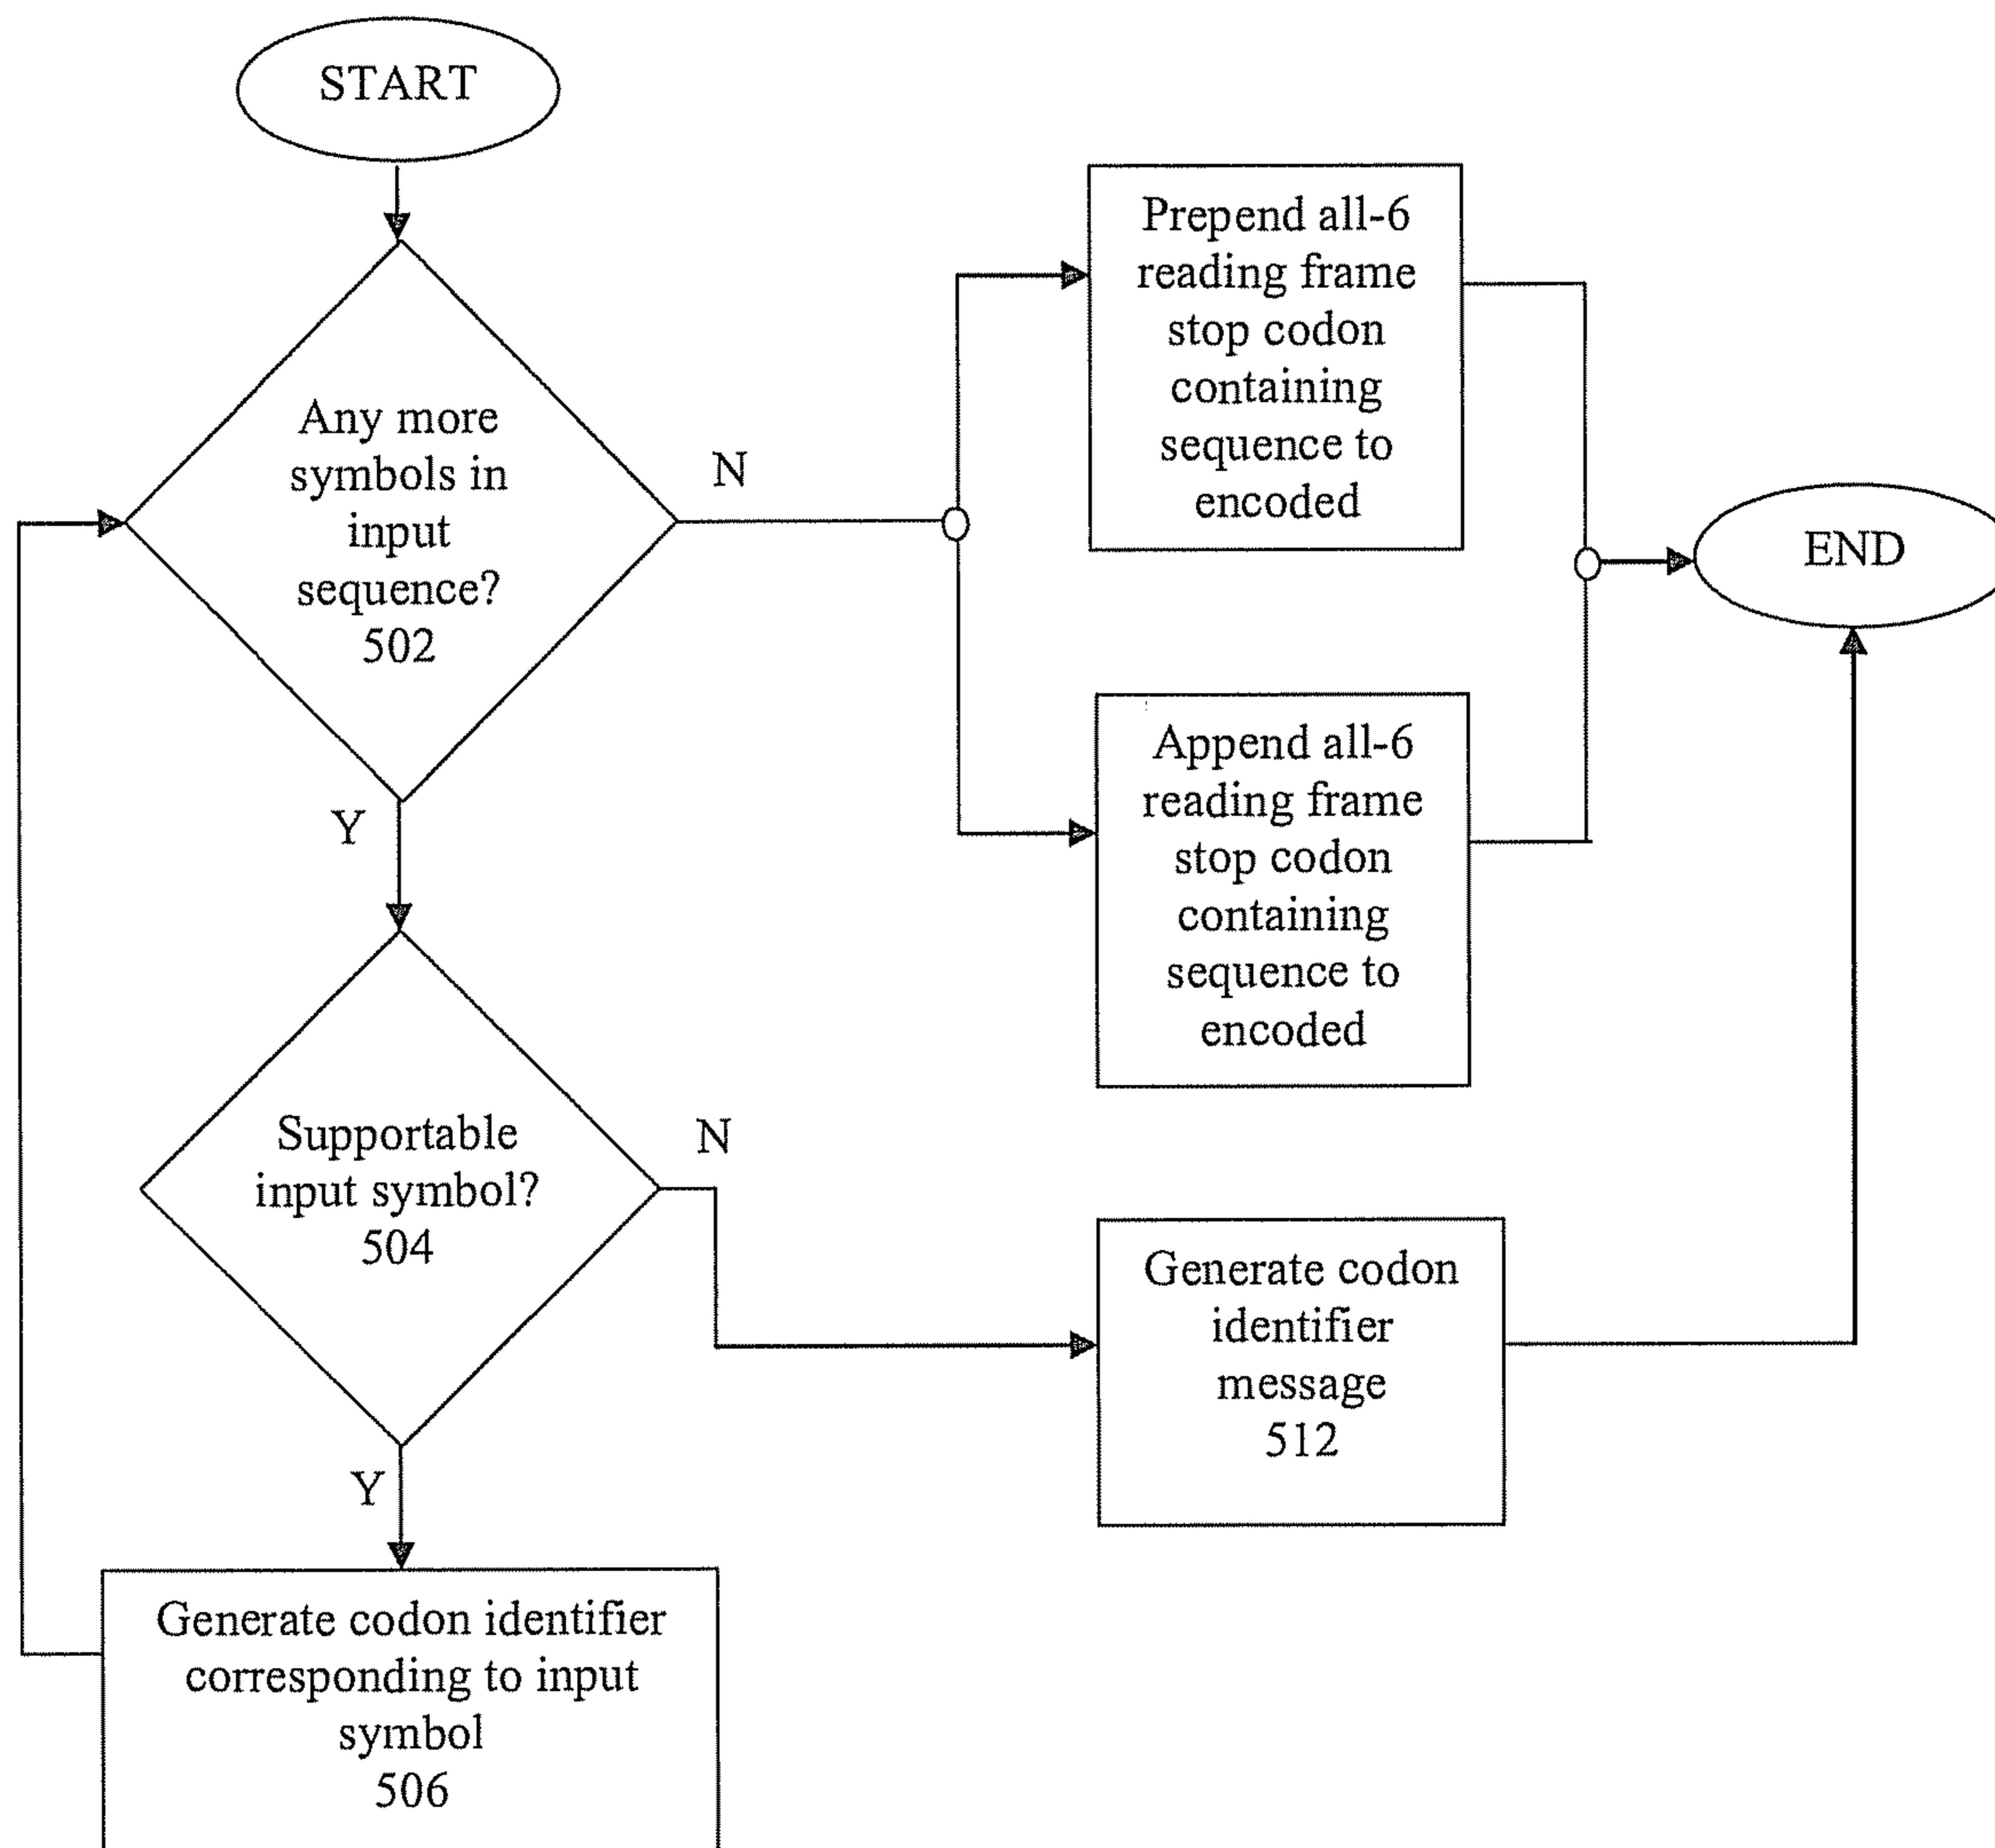 START
Any more
symbols in
input
sequence?
502
N
Y
Prepend all-6
reading frame
stop codon
containing
sequence to
encoded
END
Append all-6
reading frame
stop codon
containing
sequence to
encoded
Supportable
input symbol?
504
N
Y
Generate codon
identifier
message
512
Generate codon identifier
corresponding to input
symbol
506